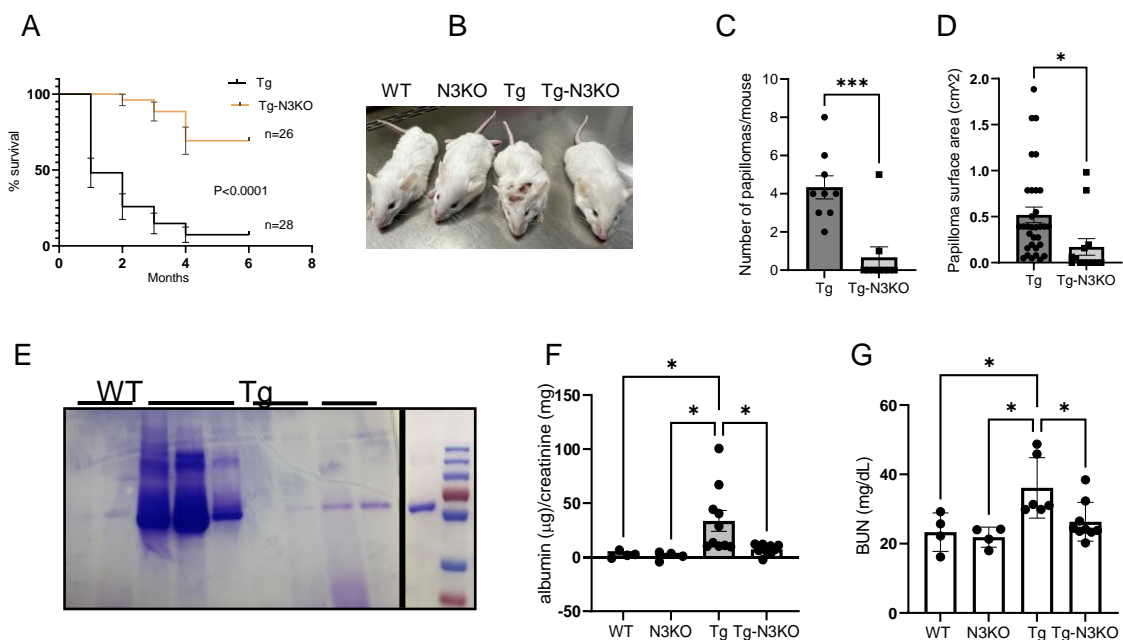 A
B
C
D
Tg
Tg-N3KO
n=26
P<0.0001
n=28
100
50
0
% survival
0
2
4
6
8
Months
WT N3KO Tg Tg-N3KO
***
10
8
6
4
2
0
Number of papillomas/mouse
Tg
Tg-N3KO
*
2.0
1.5
1.0
0.5
0.0
Papilloma surface area (cm^2)
Tg
Tg-N3KO
E
F
G
WT
Tg
*
*
*
150
100
50
0
-50
albumin (µg)/creatinine (mg)
WT
N3KO
Tg
Tg-N3KO
*
*
*
60
40
20
0
BUN (mg/dL)
WT
N3KO
Tg
Tg-N3KO